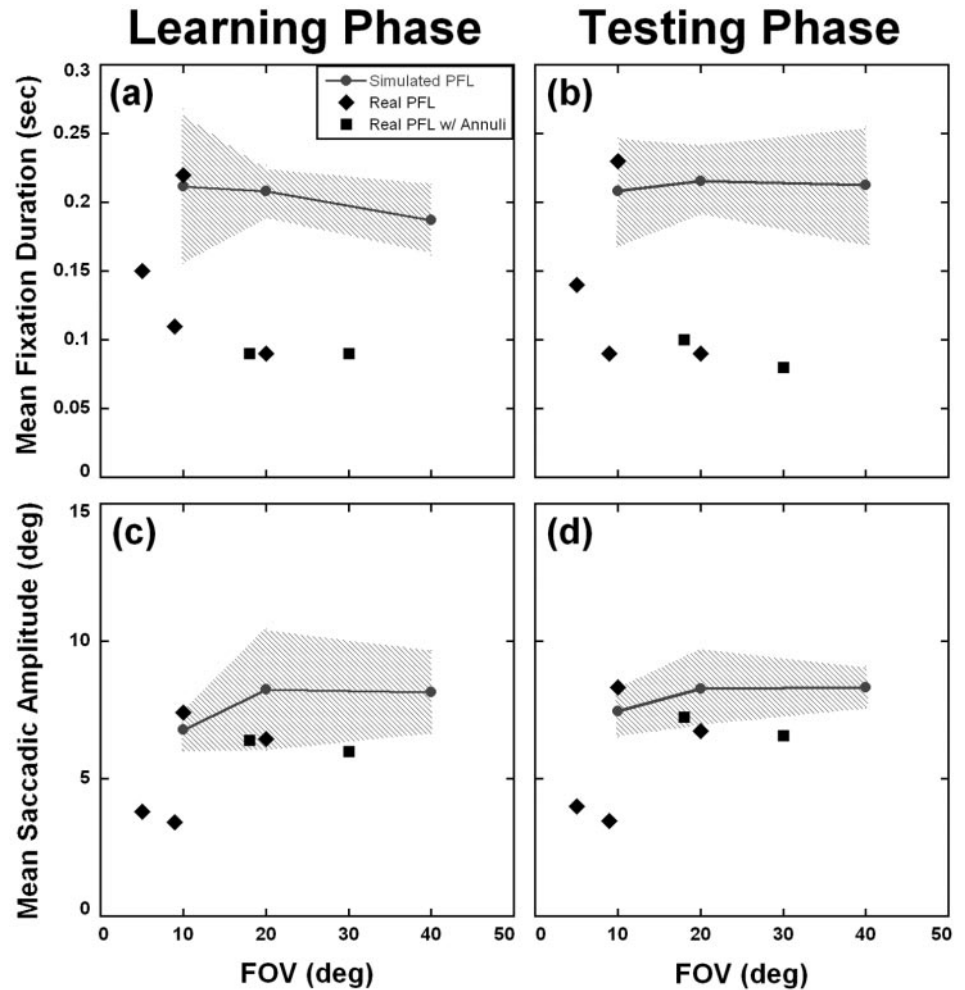 Learning Phase Testing Phase
Mean Fixation Duration (sec)
0.3
0.25
0.2
0.15
0.1
0.05
0
(a)
Simulated PFL
Real PFL
Real PFL w/ Annuli
(b)
Mean Saccadic Amplitude (deg)
15
10
5
0
(c)
(d)
0 10 20 30 40 50 0 10 20 30 40 50
FOV (deg) FOV (deg)